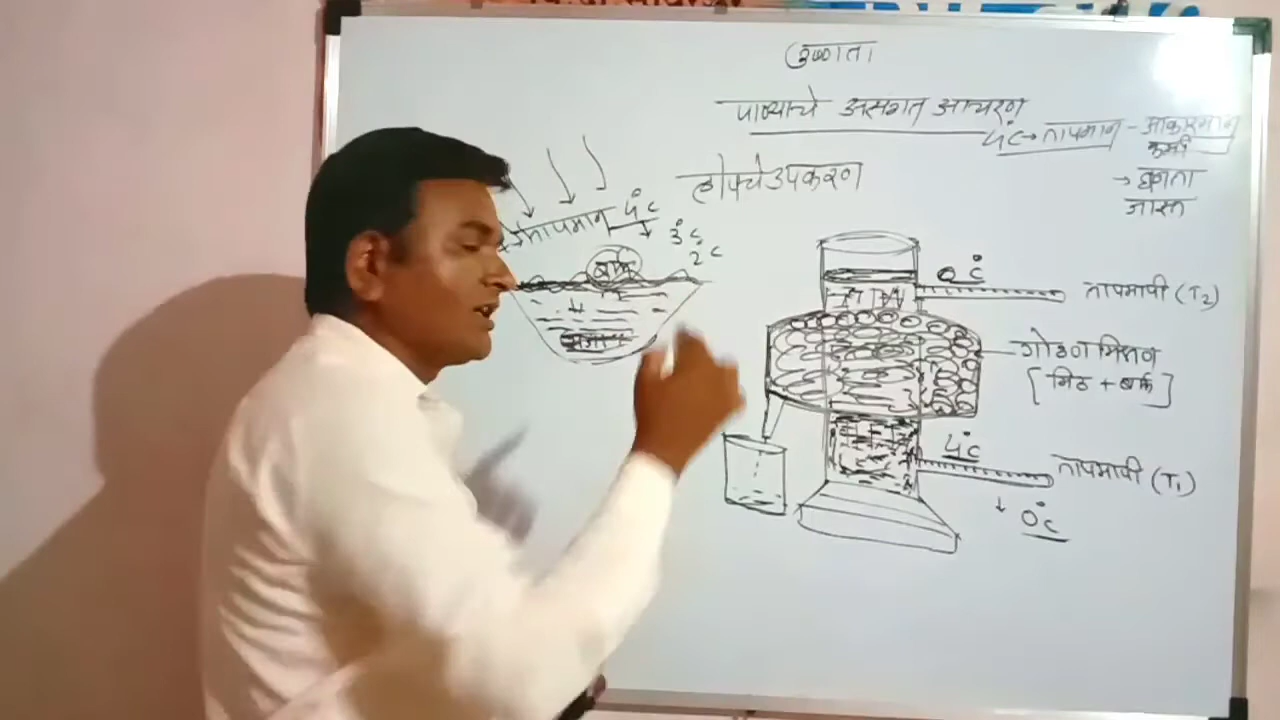 उष्णता
पाण्याचे असंगत आचरण
4°C → तापमान - आकारमान
कमी
→ घनता
जास्त
होपचे उपकरण
तापमान 4°C
↓ 3°C
2°C
बर्फ
0°C
तापमापी (T2)
गोठण मिश्रण
[मिठ + बर्फ]
4°C
तापमापी (T1)
↓ 0°C